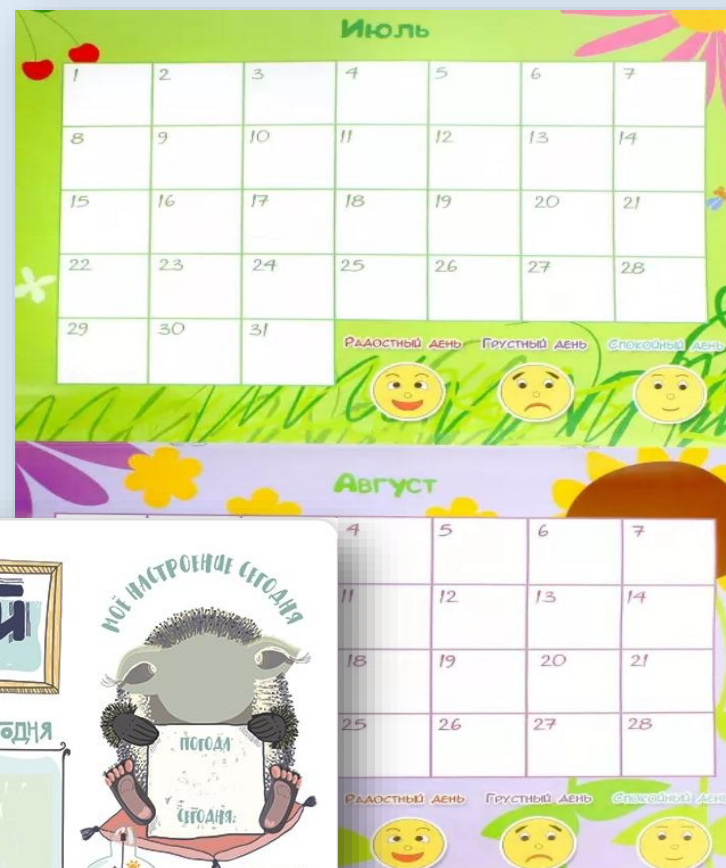 Июль
1 2 3 4 5 6 7
8 9 10 11 12 13 14
15 16 17 18 19 20 21
22 23 24 25 26 27 28
29 30 31
Радостный день Грустный день Спокойный день
Август
4 5 6 7
11 12 13 14
18 19 20 21
25 26 27 28
Радостный день Грустный день Спокойный день
МОЁ НАСТРОЕНИЕ СЕГОДНЯ
ПОГОДА
СЕГОДНЯ: